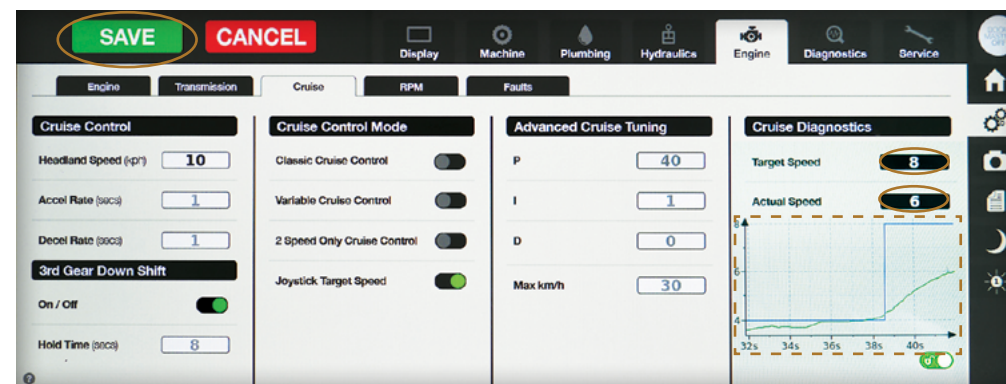 SAVE
CANCEL
Display
Machine
Plumbing
Hydraulics
Engine
Diagnostics
Service
Engine
Transmission
Cruise
RPM
Faults
Cruise Control
Headland Speed (kph)
10
Accel Rate (secs)
1
Decel Rate (secs)
1
3rd Gear Down Shift
On / Off
Hold Time (secs)
8
Cruise Control Mode
Classic Cruise Control
Variable Cruise Control
2 Speed Only Cruise Control
Joystick Target Speed
Advanced Cruise Tuning
P
40
I
1
D
0
Max km/h
30
Cruise Diagnostics
Target Speed
8
Actual Speed
6
8
6
4
32s
34s
36s
38s
40s